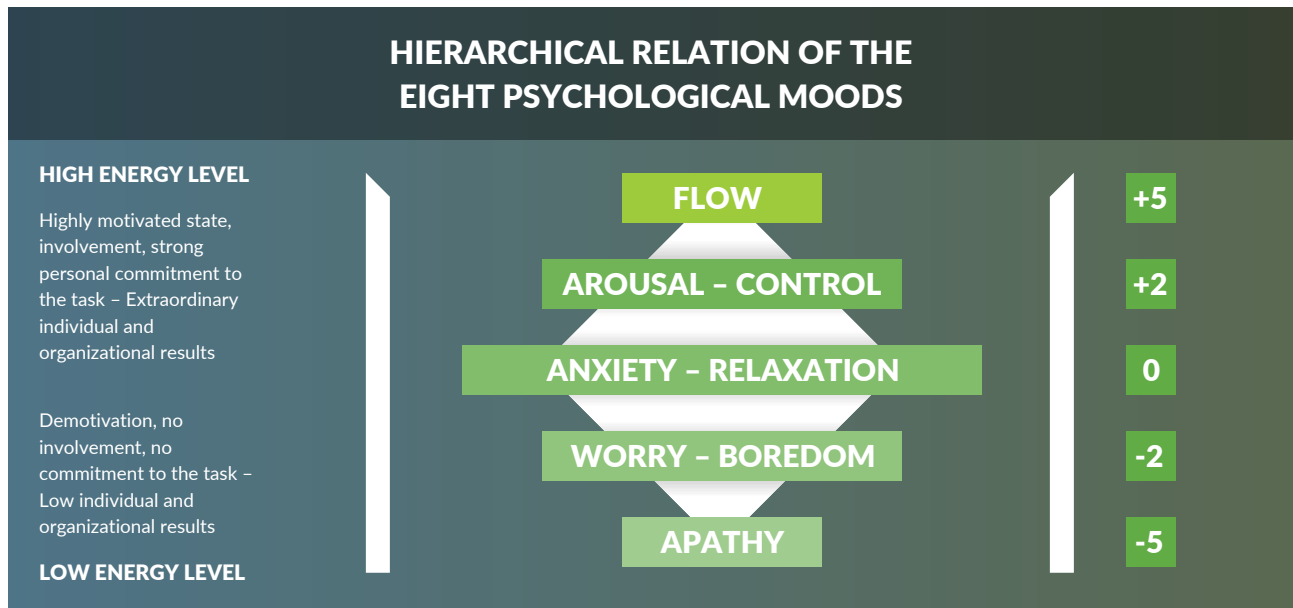 HIERARCHICAL RELATION OF THE
EIGHT PSYCHOLOGICAL MOODS
HIGH ENERGY LEVEL
Highly motivated state,
involvement, strong
personal commitment to
the task – Extraordinary
individual and
organizational results
Demotivation, no
involvement, no
commitment to the task –
Low individual and
organizational results
LOW ENERGY LEVEL
FLOW
AROUSAL – CONTROL
ANXIETY – RELAXATION
WORRY – BOREDOM
APATHY
+5
+2
0
-2
-5